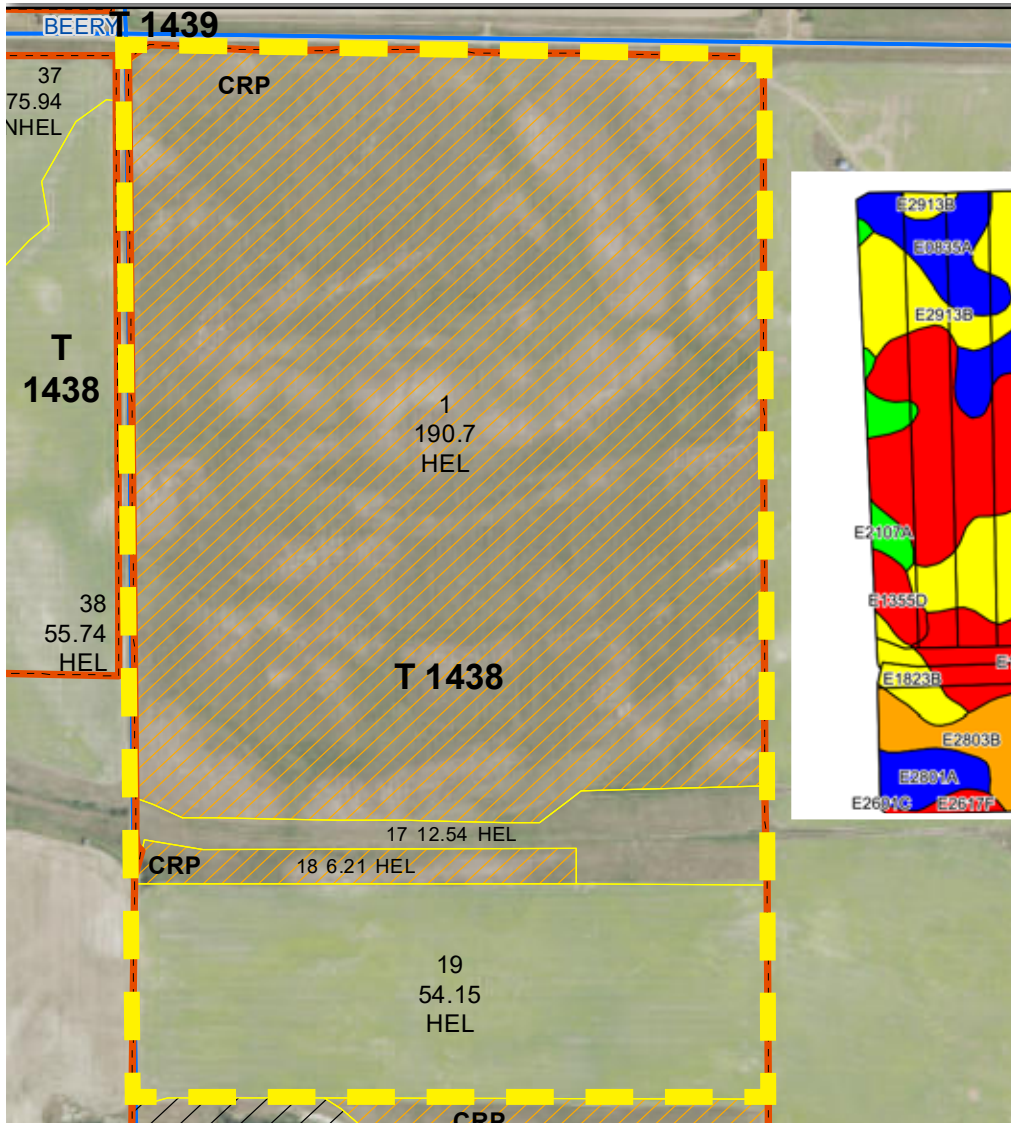 BEERY
T 1439
37
75.94
NHEL
CRP
T
1438
1
190.7
HEL
38
55.74
HEL
T 1438
17 12.54 HEL
CRP
18 6.21 HEL
19
54.15
HEL
CRP
E2913B
E0835A
E2913B
E2107A
E1355D
E1
E1823B
E2803B
E2801A
E2601C
E2617F